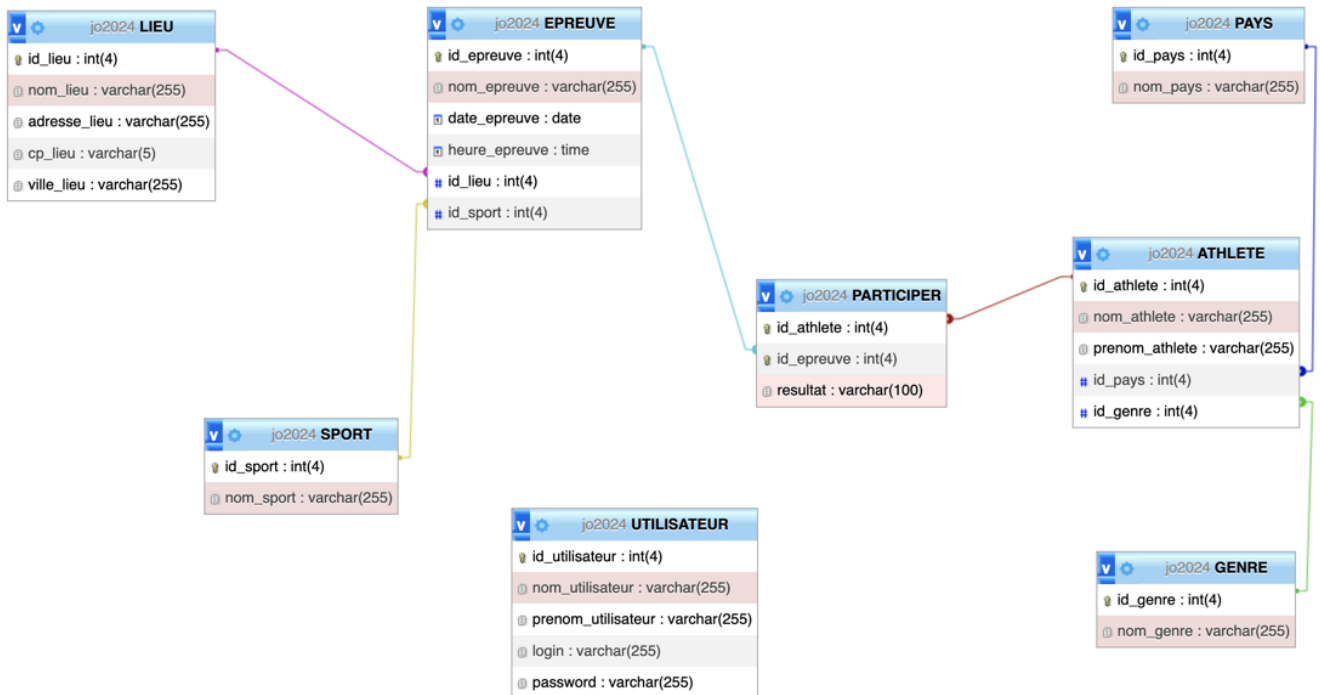 jo2024 LIEU
id_lieu : int(4)
nom_lieu : varchar(255)
adresse_lieu : varchar(255)
cp_lieu : varchar(5)
ville_lieu : varchar(255)
jo2024 EPREUVE
id_epreuve : int(4)
nom_epreuve : varchar(255)
date_epreuve : date
heure_epreuve : time
id_lieu : int(4)
id_sport : int(4)
jo2024 PAYS
id_pays : int(4)
nom_pays : varchar(255)
jo2024 ATHLETE
id_athlete : int(4)
nom_athlete : varchar(255)
prenom_athlete : varchar(255)
id_pays : int(4)
id_genre : int(4)
jo2024 PARTICIPER
id_athlete : int(4)
id_epreuve : int(4)
resultat : varchar(100)
jo2024 SPORT
id_sport : int(4)
nom_sport : varchar(255)
jo2024 UTILISATEUR
id_utilisateur : int(4)
nom_utilisateur : varchar(255)
prenom_utilisateur : varchar(255)
login : varchar(255)
password : varchar(255)
jo2024 GENRE
id_genre : int(4)
nom_genre : varchar(255)